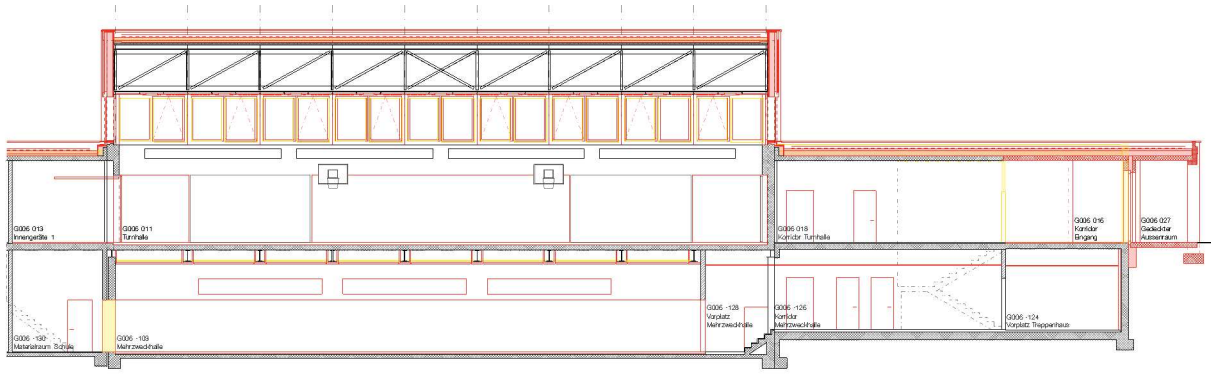 G006 013
Innengeräte 1
G006 011
Turnhalle
G006 018
Korridor Turnhalle
G006 016
Korridor
Eingang
G006 027
Gedeckter
Aussenraum
G006 -130
Materialraum Schule
G006 -103
Mehrzweckhalle
G006 -128
Vorplatz
Mehrzweckhalle
G006 -126
Korridor
Mehrzweckhalle
G006 -124
Vorplatz Treppenhaus